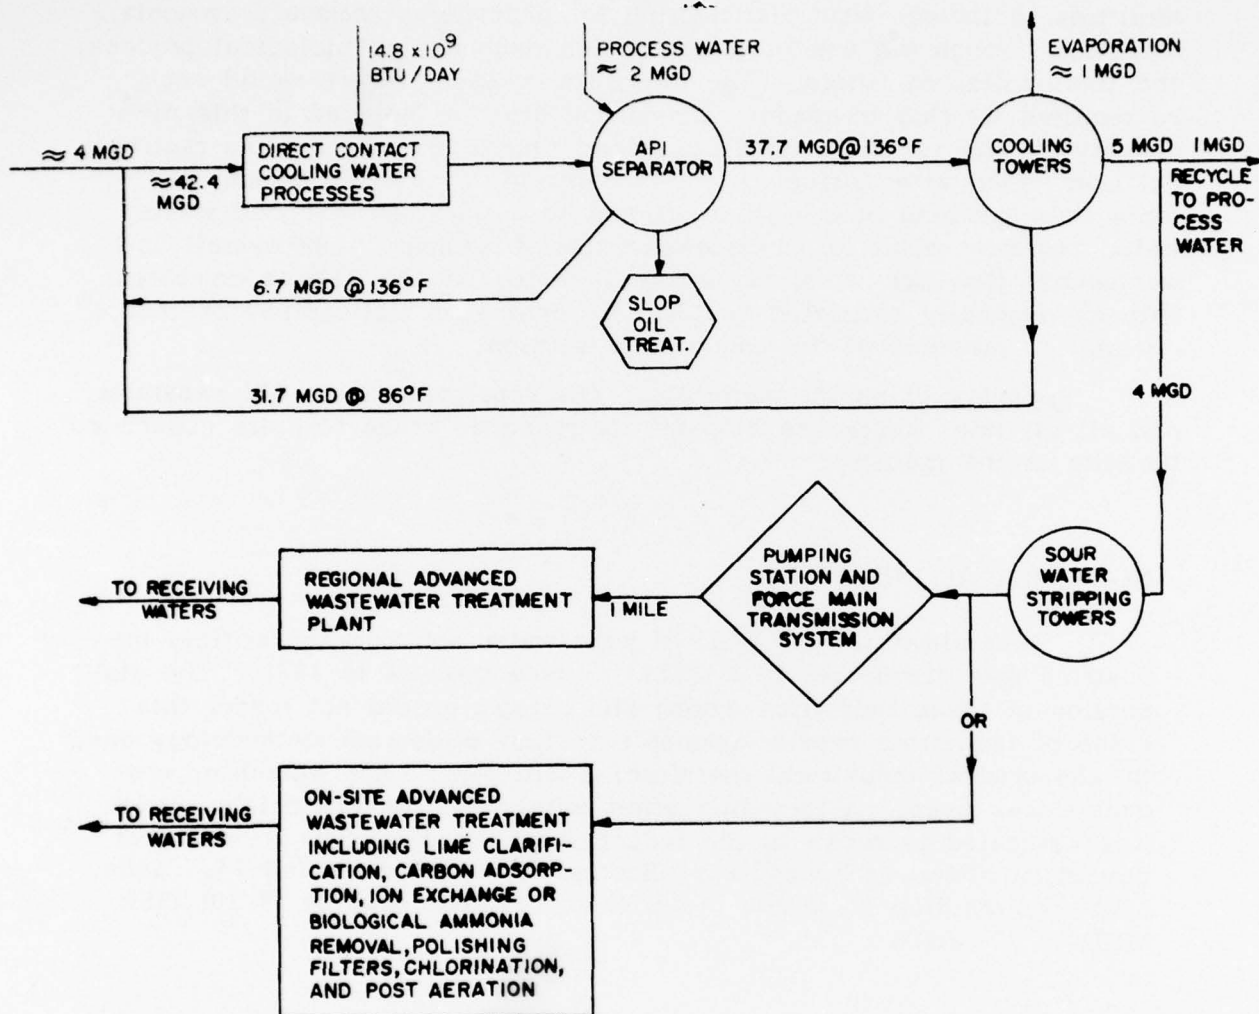 14.8 x 10⁹
BTU / DAY
PROCESS WATER
≈ 2 MGD
EVAPORATION
≈ 1 MGD
≈ 4 MGD
≈42.4
MGD
DIRECT CONTACT
COOLING WATER
PROCESSES
API
SEPARATOR
37.7 MGD@136°F
COOLING
TOWERS
5 MGD
1MGD
RECYCLE
TO PRO-
CESS
WATER
6.7 MGD @136°F
SLOP
OIL
TREAT.
31.7 MGD @ 86°F
4 MGD
TO RECEIVING
WATERS
REGIONAL ADVANCED
WASTEWATER TREATMENT
PLANT
1 MILE
PUMPING
STATION AND
FORCE MAIN
TRANSMISSION
SYSTEM
SOUR
WATER
STRIPPING
TOWERS
OR
TO RECEIVING
WATERS
ON-SITE ADVANCED
WASTEWATER TREATMENT
INCLUDING LIME CLARIFI-
CATION, CARBON ADSORP-
TION, ION EXCHANGE OR
BIOLOGICAL AMMONIA
REMOVAL, POLISHING
FILTERS, CHLORINATION,
AND POST AERATION